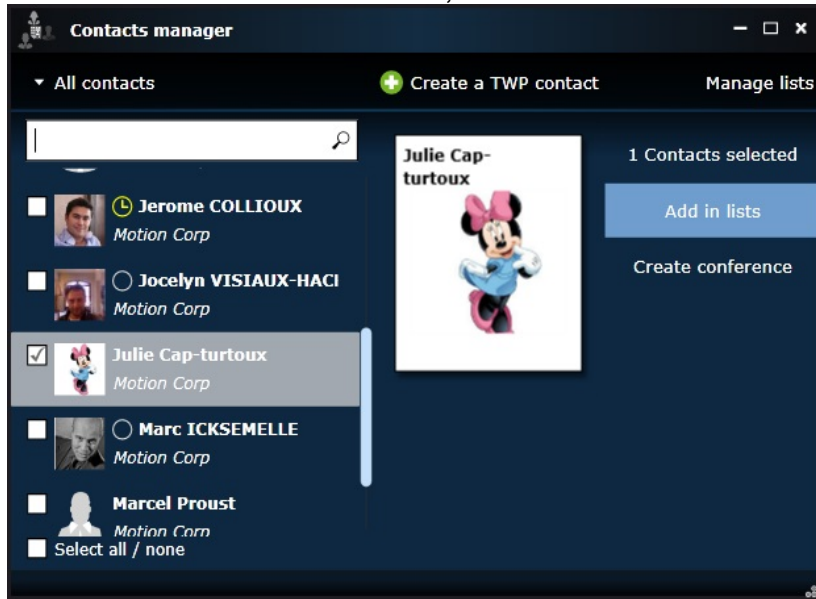 Contacts manager
All contacts
Create a TWP contact
Manage lists
Jerome COLLIOUX
Motion Corp
Jocelyn VISIAUX-HACI
Motion Corp
Julie Cap-turtoux
Motion Corp
Marc ICKSEMELLE
Motion Corp
Marcel Proust
Motion Corp
Select all / none
Julie Cap-
turtoux
1 Contacts selected
Add in lists
Create conference